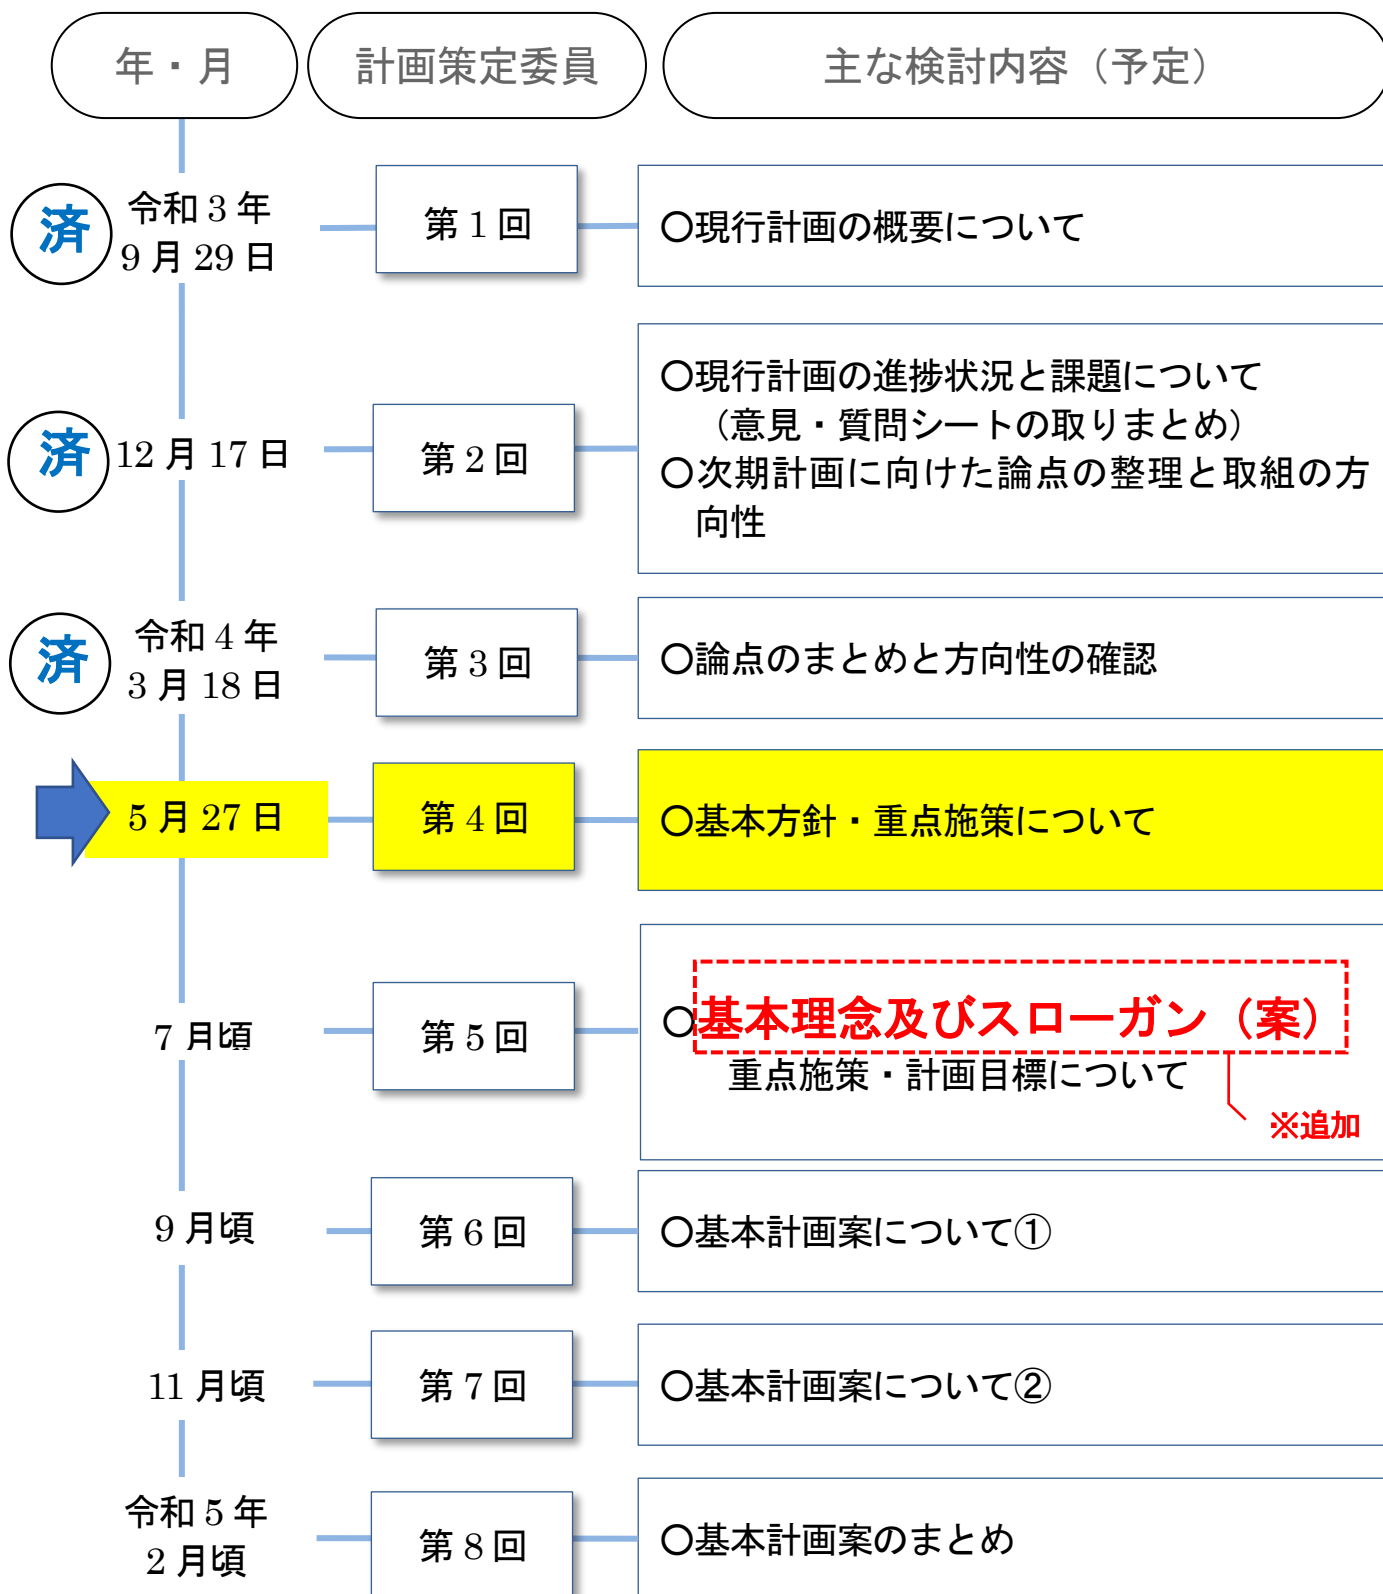 年・月
計画策定委員
主な検討内容（予定）
済
令和3年
9月29日
第1回
〇現行計画の概要について
済
12月17日
第2回
〇現行計画の進捗状況と課題について
（意見・質問シートの取りまとめ）
〇次期計画に向けた論点の整理と取組の方
向性
済
令和4年
3月18日
第3回
〇論点のまとめと方向性の確認
5月27日
第4回
〇基本方針・重点施策について
7月頃
第5回
〇基本理念及びスローガン（案）
重点施策・計画目標について
※追加
9月頃
第6回
〇基本計画案について①
11月頃
第7回
〇基本計画案について②
令和5年
2月頃
第8回
〇基本計画案のまとめ